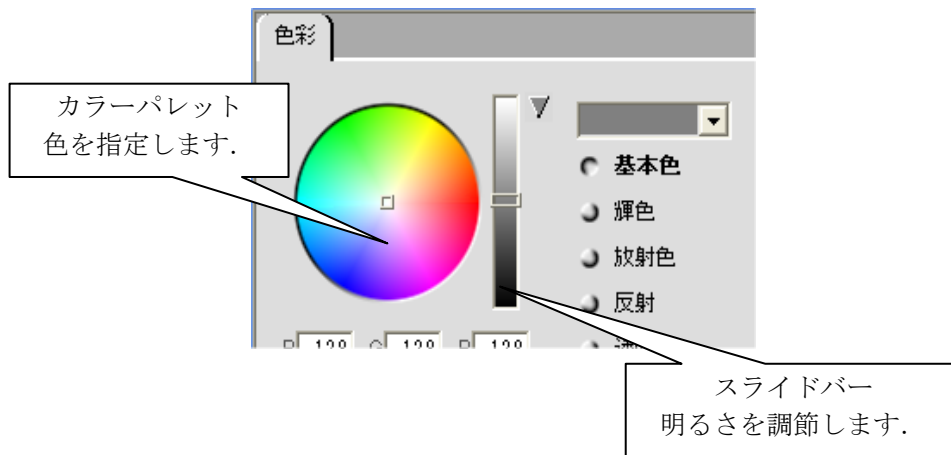 色彩
カラーパレット
色を指定します.
基本色
輝色
放射色
反射
スライドバー
明るさを調節します.